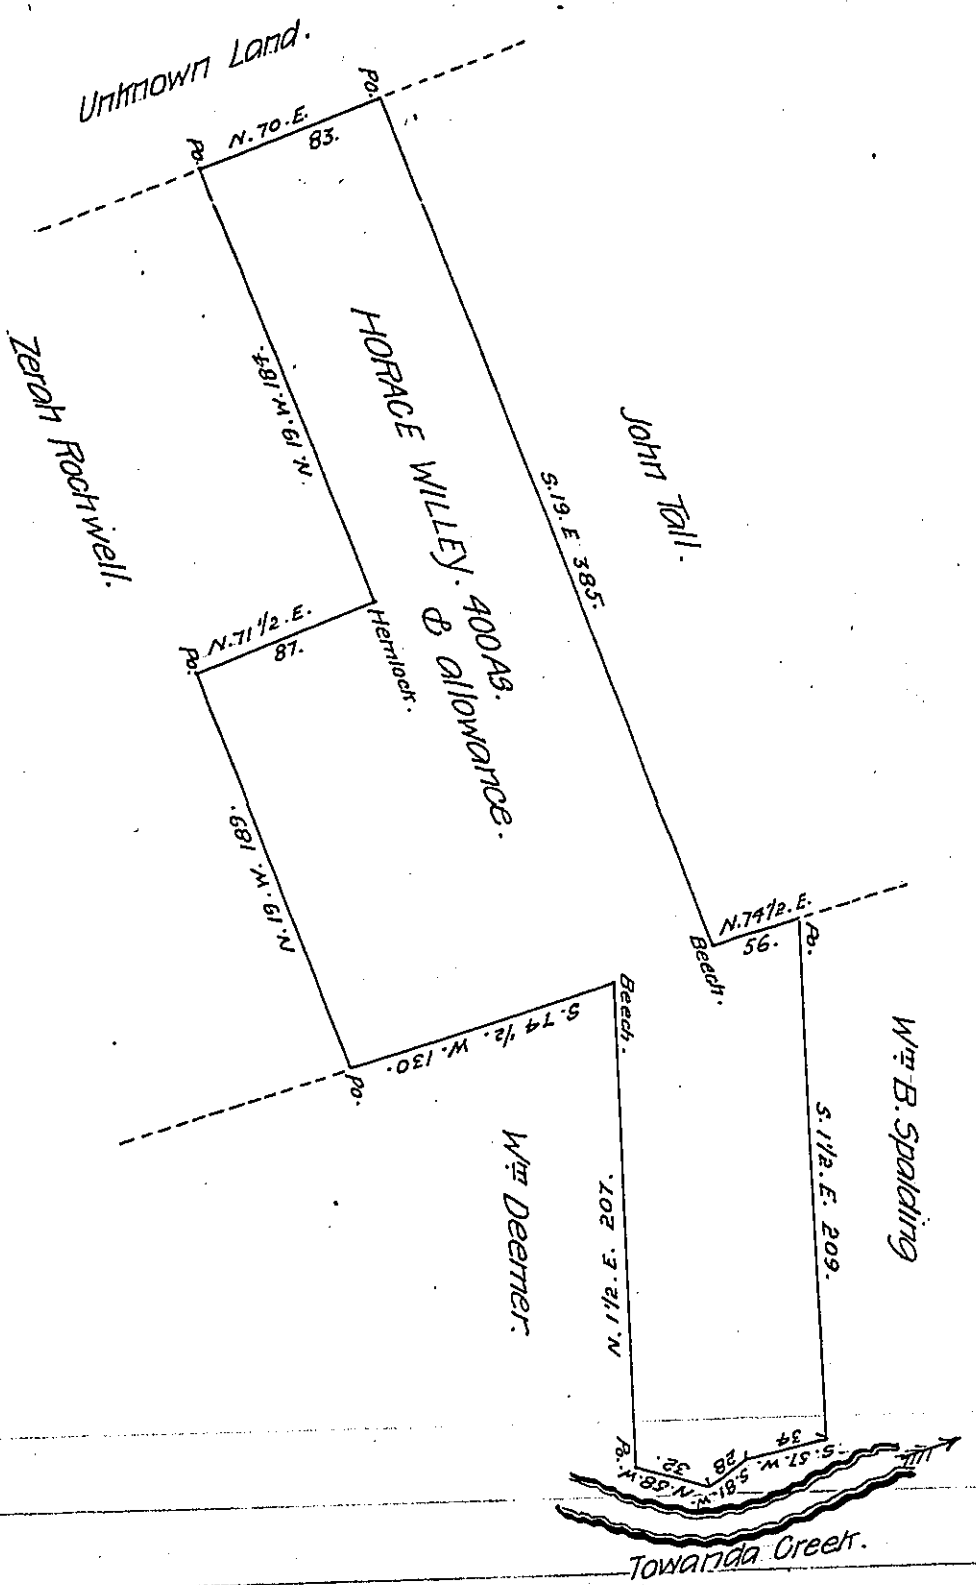 Unknown Land.
Po.
N. 70. E.
83.
Po.
Zerah Rockwell.
N. 19. W. 184.
HORACE WILLEY. 400 AS.
& allowance.
S. 19. E 385.
John Tall.
N. 71 1/2. E.
87.
Hemlock.
Po.
N. 19. W. 189.
N. 74 1/2. E.
56.
Po.
Beech.
Beech.
S. 74 1/2. W. 130.
Po.
Wm B. Spalding
S. 1 1/2. E. 209.
Wm Deemer.
N 1 1/2. E. 207.
Po.
N. 58. W
32.
S. 81. W.
28
S. 57. W.
34
Towanda Creek.